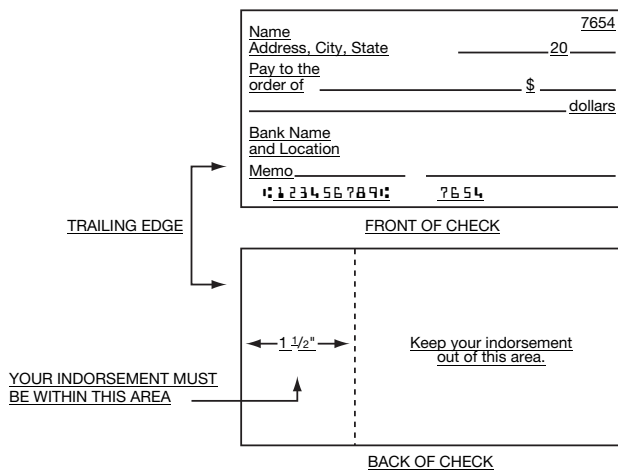 7654
Name
Address, City, State 20
Pay to the
order of $
dollars
Bank Name
and Location
Memo
⑆123456789⑆ 7654
TRAILING EDGE
FRONT OF CHECK
1 1/2"
Keep your indorsement
out of this area.
YOUR INDORSEMENT MUST
BE WITHIN THIS AREA
BACK OF CHECK